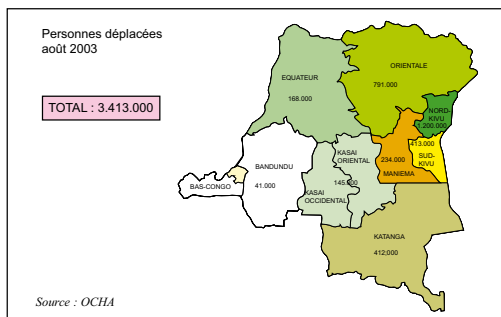 Personnes déplacées
août 2003
TOTAL : 3.413.000
EQUATEUR
168.000
ORIENTALE
791.000
NORD-
KIVU
1.200.000
413.000
SUD-
KIVU
234.000
MANIEMA
KASAI
ORIENTAL
145.000
KASAI
OCCIDENTAL
BANDUNDU
41.000
BAS-CONGO
KATANGA
412;000
Source : OCHA